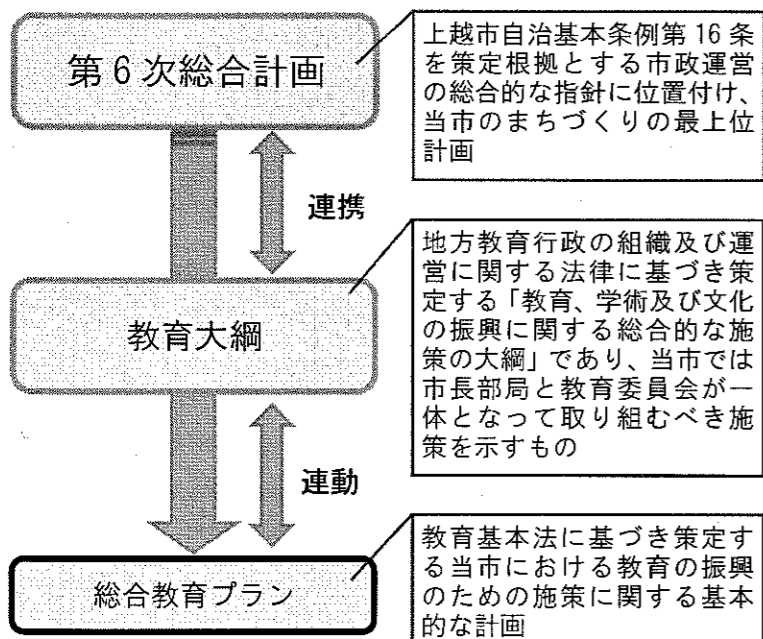 第6次総合計画
上越市自治基本条例第16条
を策定根拠とする市政運営
の総合的な指針に位置付け、
当市のまちづくりの最上位
計画
連携
教育大綱
地方教育行政の組織及び運
営に関する法律に基づき策
定する「教育、学術及び文化
の振興に関する総合的な施
策の大綱」であり、当市では
市長部局と教育委員会が一
体となって取り組むべき施
策を示すもの
連動
総合教育プラン
教育基本法に基づき策定す
る当市における教育の振興
のための施策に関する基本
的な計画